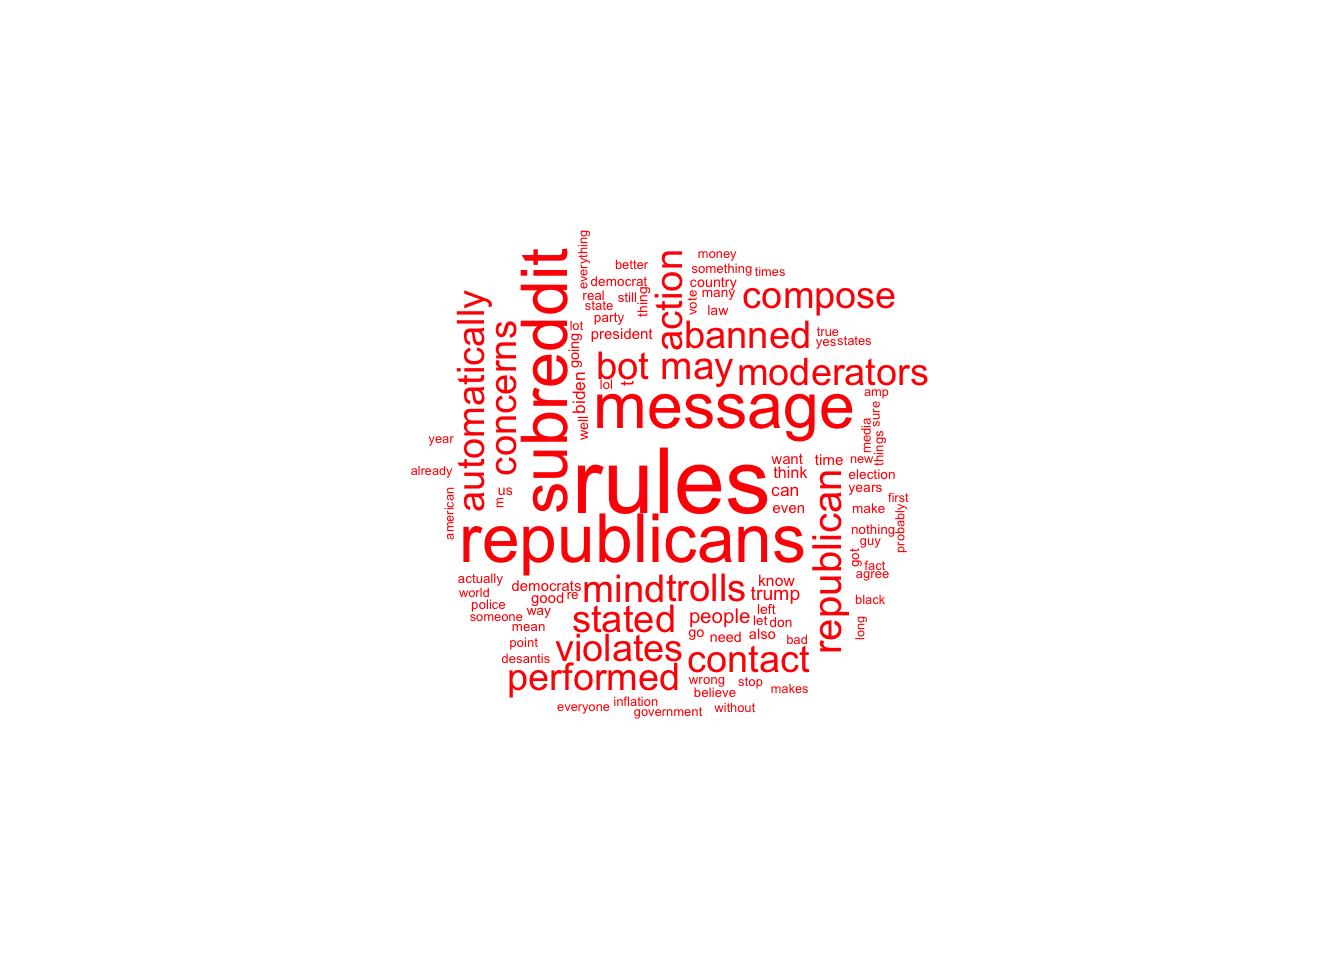 everything
better
democrat
real
still
state
thing
party
lot
president
going
action
money
something
times
country
many
vote
law
compose
banned
true
yes
states
automatically
concerns
subreddit
bot
may
moderators
lol
t
biden
well
message
amp
sure
media
things
year
already
american
us
m
rules
want
think
can
even
time
new
election
years
first
make
probably
nothing
guy
got
fact
agree
republicans
republican
actually
world
police
someone
democrats
good
re
way
mean
point
desantis
mind
trolls
know
trump
stated
people
left
let
don
go
need
also
bad
black
long
violates
contact
performed
wrong
stop
believe
makes
everyone
inflation
government
without